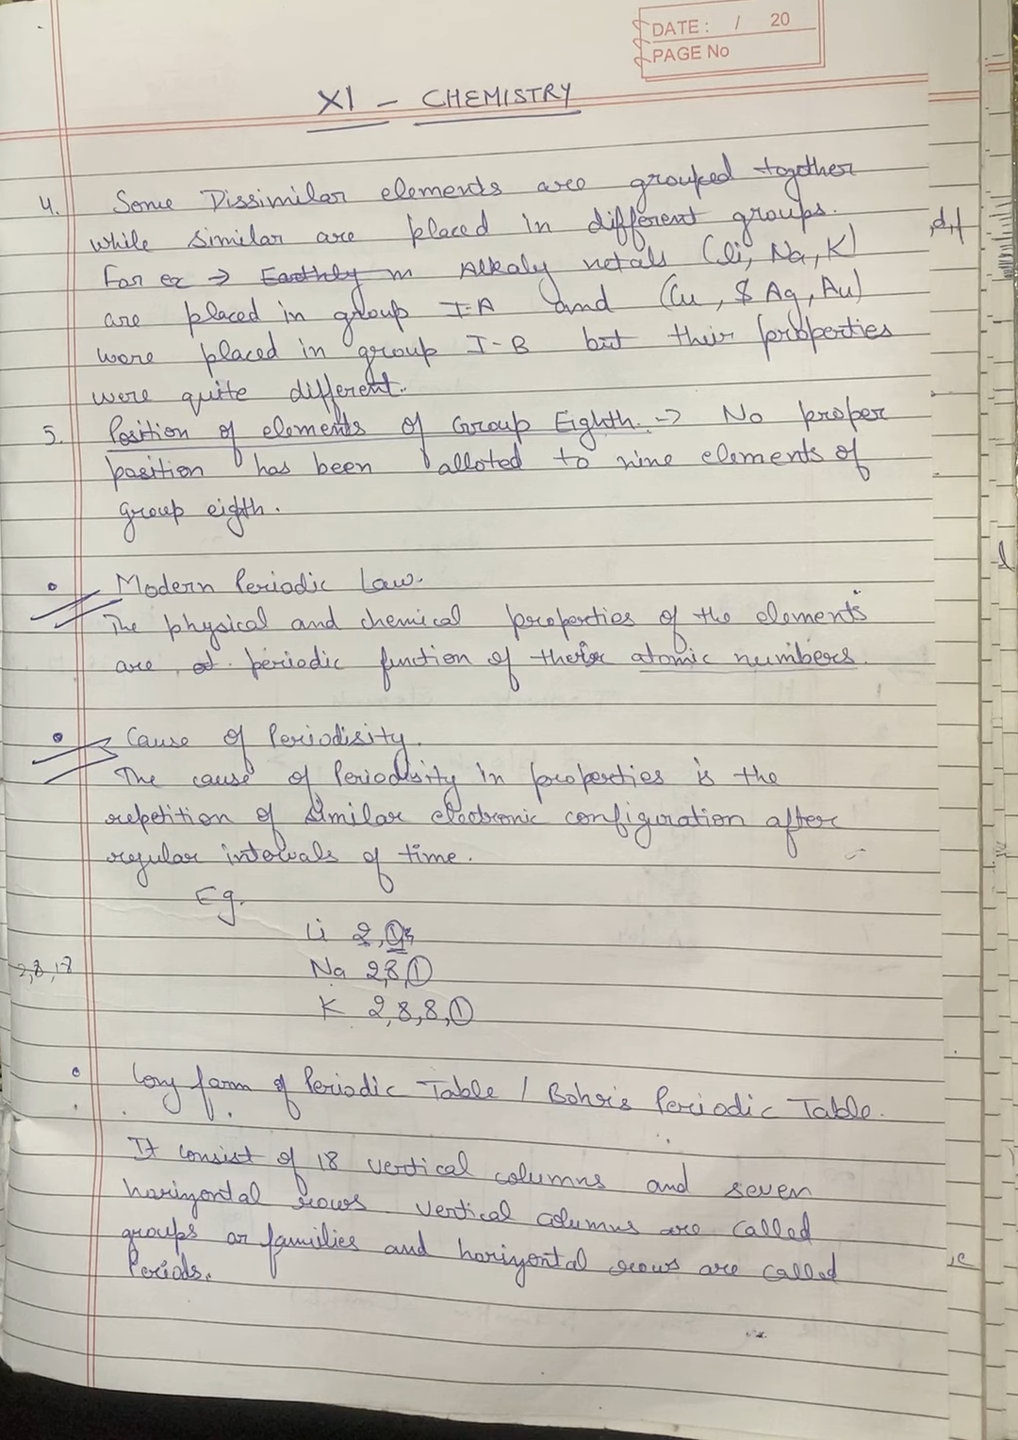 DATE: / 20
PAGE No
XI - CHEMISTRY
4. Some Dissimilar elements are grouped together
while similar are placed in different groups.
For ex → Earthly m Alkaly metals (Li, Na, K)
are placed in group I-A and (Cu, $ Ag, Au)
were placed in group I-B but their properties
were quite different.
5. Position of elements of Group Eighth. → No proper
position has been alloted to nine elements of
group eigth.
Modern Periodic Law.
The physical and chemical properties of the elements
are periodic function of their atomic numbers.
Cause of Periodisity.
The cause of Periodisity in properties is the
repetition of similar electronic configuration after
regular intervals of time.
Eg.
Li 2,1
Na 2,8,1
2,8,18
K 2,8,8,1
Long form of Periodic Table / Bohris Periodic Table.
It consist of 18 vertical columns and seven
horizontal rows. Vertical columns are called
groups or families and horizontal rows are called
Periods.